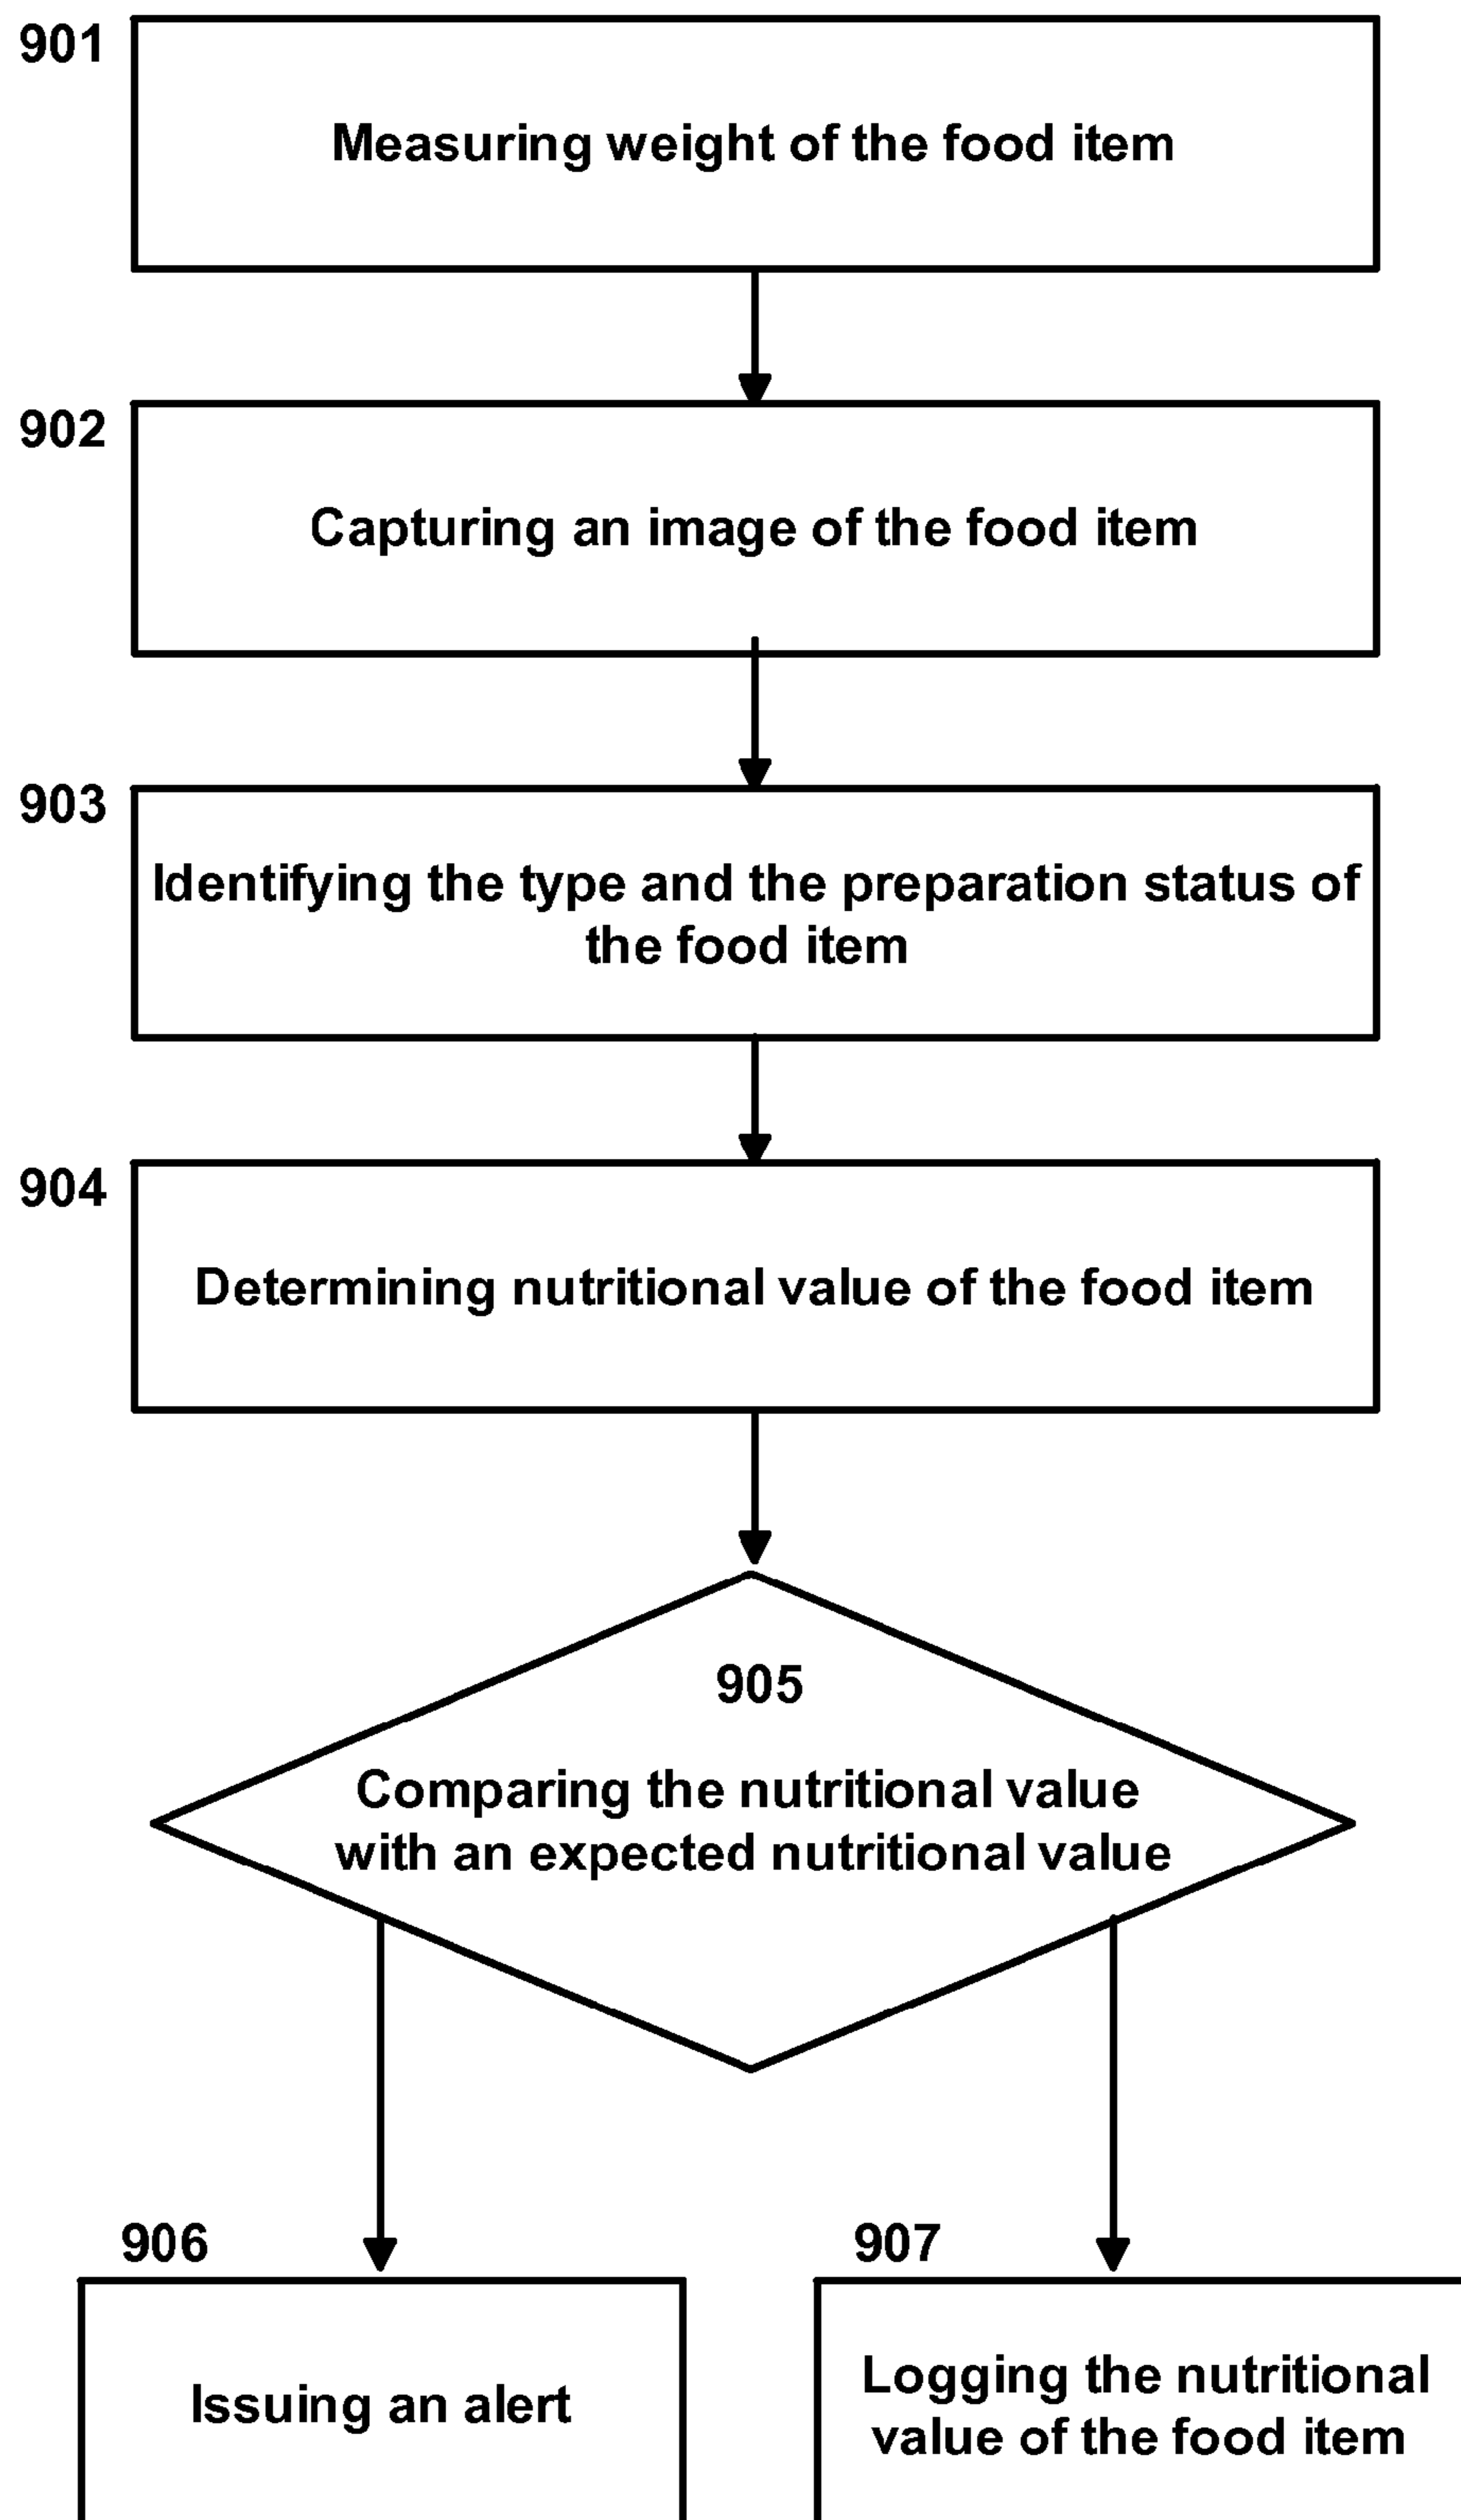 901
Measuring weight of the food item
902
Capturing an image of the food item
903
Identifying the type and the preparation status of
the food item
904
Determining nutritional value of the food item
905
Comparing the nutritional value
with an expected nutritional value
906
Issuing an alert
907
Logging the nutritional
value of the food item